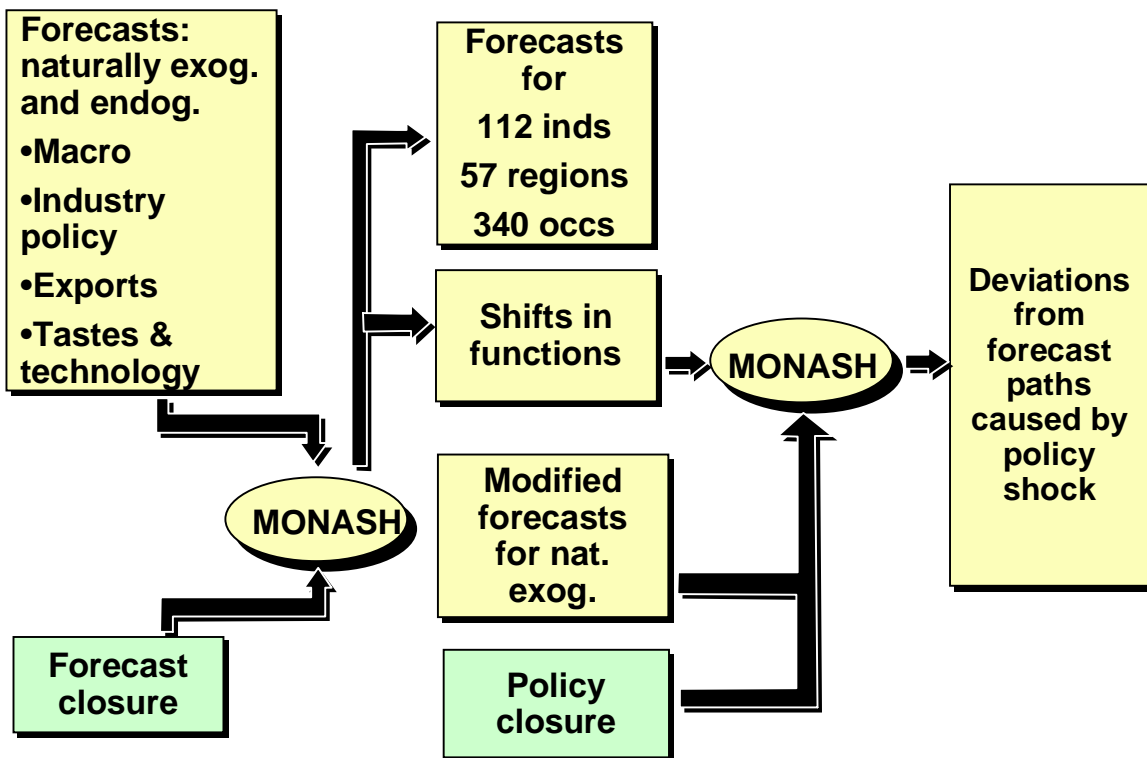 Forecasts:
naturally exog.
and endog.
•Macro
•Industry
policy
•Exports
•Tastes &
technology
MONASH
Forecast
closure
Forecasts
for
112 inds
57 regions
340 occs
Shifts in
functions
Modified
forecasts
for nat.
exog.
Policy
closure
MONASH
Deviations
from
forecast
paths
caused by
policy
shock